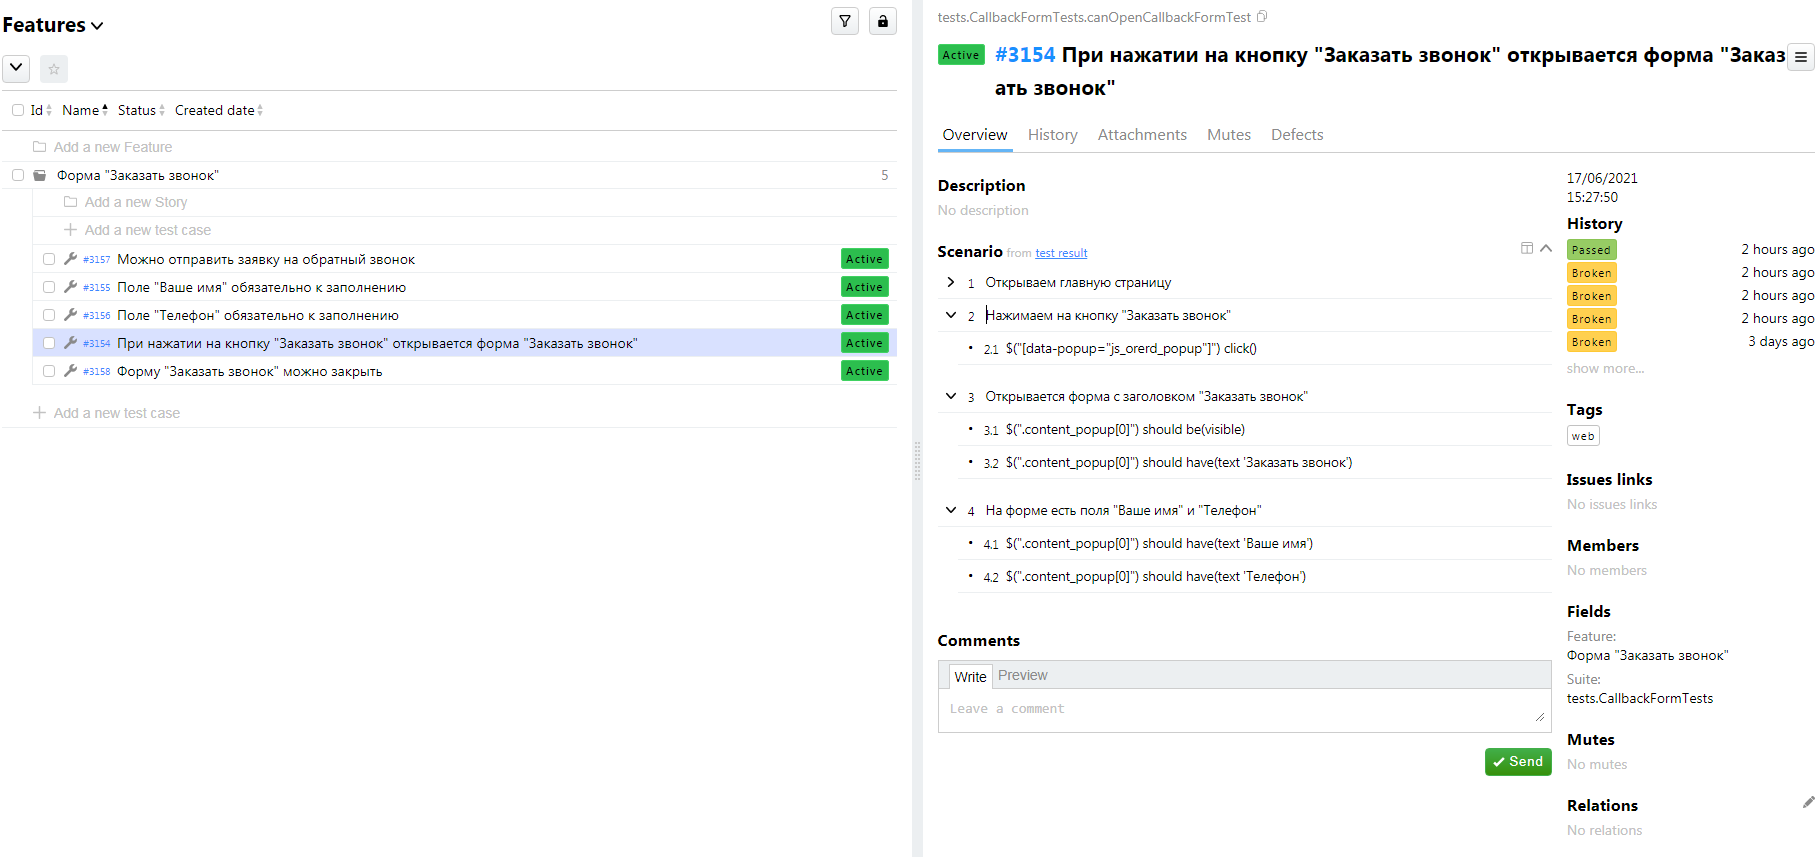 Features
Id Name Status Created date
Add a new Feature
Форма "Заказать звонок" 5
Add a new Story
Add a new test case
#3157 Можно отправить заявку на обратный звонок Active
#3155 Поле "Ваше имя" обязательно к заполнению Active
#3156 Поле "Телефон" обязательно к заполнению Active
#3154 При нажатии на кнопку "Заказать звонок" открывается форма "Заказать звонок" Active
#3158 Форму "Заказать звонок" можно закрыть Active
Add a new test case
tests.CallbackFormTests.canOpenCallbackFormTest
Active #3154 При нажатии на кнопку "Заказать звонок" открывается форма "Заказ
ать звонок"
Overview History Attachments Mutes Defects
Description
No description
Scenario from test result
1 Открываем главную страницу
2 Нажимаем на кнопку "Заказать звонок"
• 2.1 $("[data-popup="js_orerd_popup"]") click()
3 Открывается форма с заголовком "Заказать звонок"
• 3.1 $(".content_popup[0]") should be(visible)
• 3.2 $(".content_popup[0]") should have(text 'Заказать звонок')
4 На форме есть поля "Ваше имя" и "Телефон"
• 4.1 $(".content_popup[0]") should have(text 'Ваше имя')
• 4.2 $(".content_popup[0]") should have(text 'Телефон')
Comments
Write Preview
Leave a comment
Send
17/06/2021
15:27:50
History
Passed 2 hours ago
Broken 2 hours ago
Broken 2 hours ago
Broken 2 hours ago
Broken 3 days ago
show more...
Tags
web
Issues links
No issues links
Members
No members
Fields
Feature:
Форма "Заказать звонок"
Suite:
tests.CallbackFormTests
Mutes
No mutes
Relations
No relations